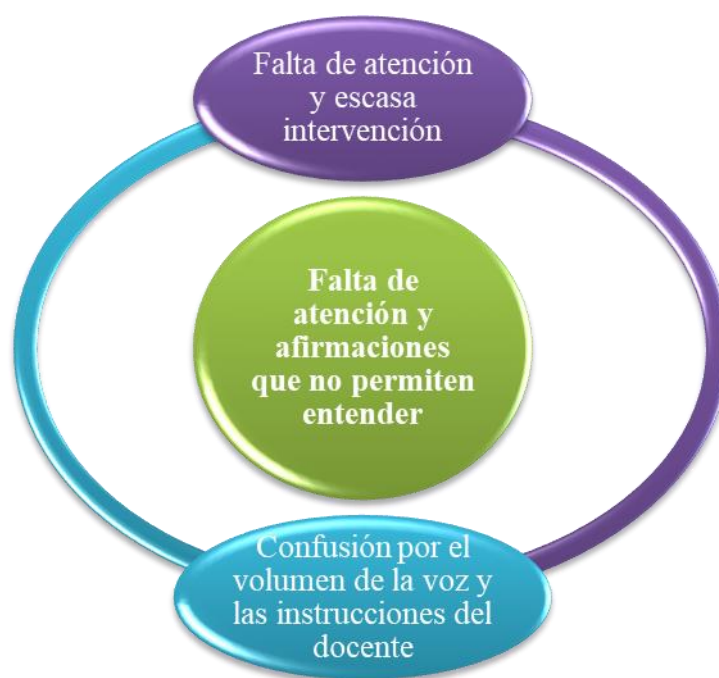 Falta de atención
y escasa
intervención
Falta de
atención y
afirmaciones
que no permiten
entender
Confusión por el
volumen de la voz y
las instrucciones del
docente